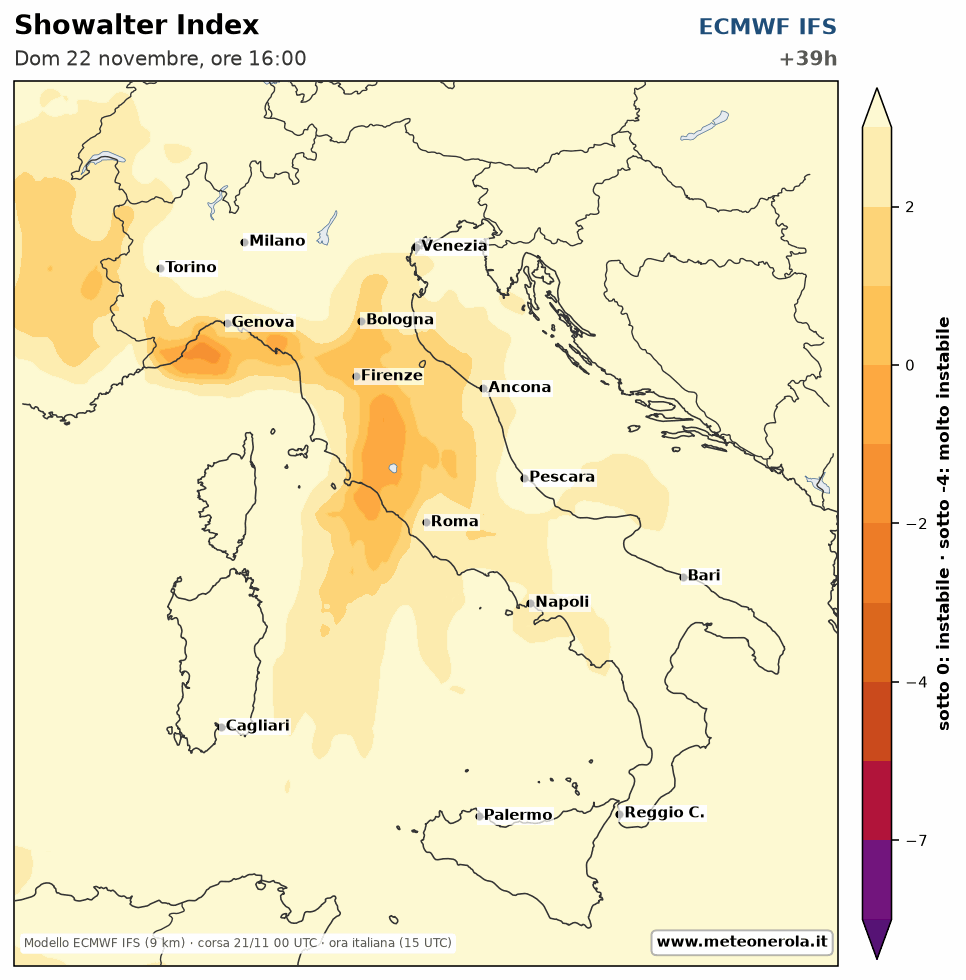 Showalter Index
ECMWF IFS
Dom 22 novembre, ore 16:00
+39h
Milano
Venezia
Torino
Genova
Bologna
Firenze
Ancona
Pescara
Roma
Bari
Napoli
Cagliari
Palermo
Reggio C.
2
0
−2
−4
−7
sotto 0: instabile · sotto -4: molto instabile
Modello ECMWF IFS (9 km) · corsa 21/11 00 UTC · ora italiana (15 UTC)
www.meteonerola.it